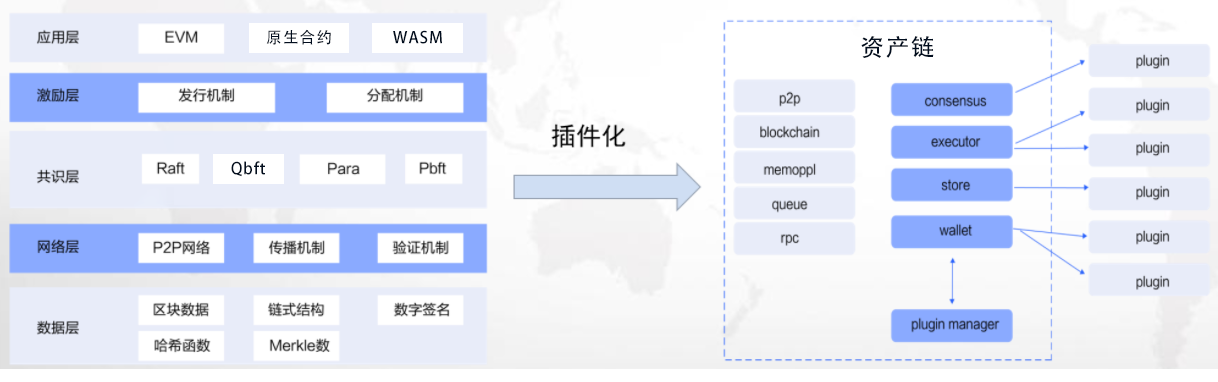 应用层
EVM
原生合约
WASM
激励层
发行机制
分配机制
共识层
Raft
Qbft
Para
Pbft
网络层
P2P网络
传播机制
验证机制
数据层
区块数据
链式结构
数字签名
哈希函数
Merkle数
插件化
资产链
p2p
blockchain
memoppl
queue
rpc
consensus
executor
store
wallet
plugin manager
plugin
plugin
plugin
plugin
plugin
plugin